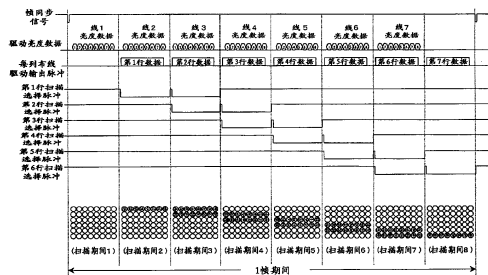 帧同步
信号
线1 线2 线3 线4 线5 线6 线7
亮度数据 亮度数据 亮度数据 亮度数据 亮度数据 亮度数据 亮度数据
驱动亮度数据
每列布线
驱动输出脉冲
第1行数据 第2行数据 第3行数据 第4行数据 第5行数据 第6行数据 第7行数据
第1行扫描
选择脉冲
第2行扫描
选择脉冲
第3行扫描
选择脉冲
第4行扫描
选择脉冲
第5行扫描
选择脉冲
第6行扫描
选择脉冲
(扫描期间1) (扫描期间2) (扫描期间3) (扫描期间4) (扫描期间5) (扫描期间6) (扫描期间7) (扫描期间8)
1帧期间